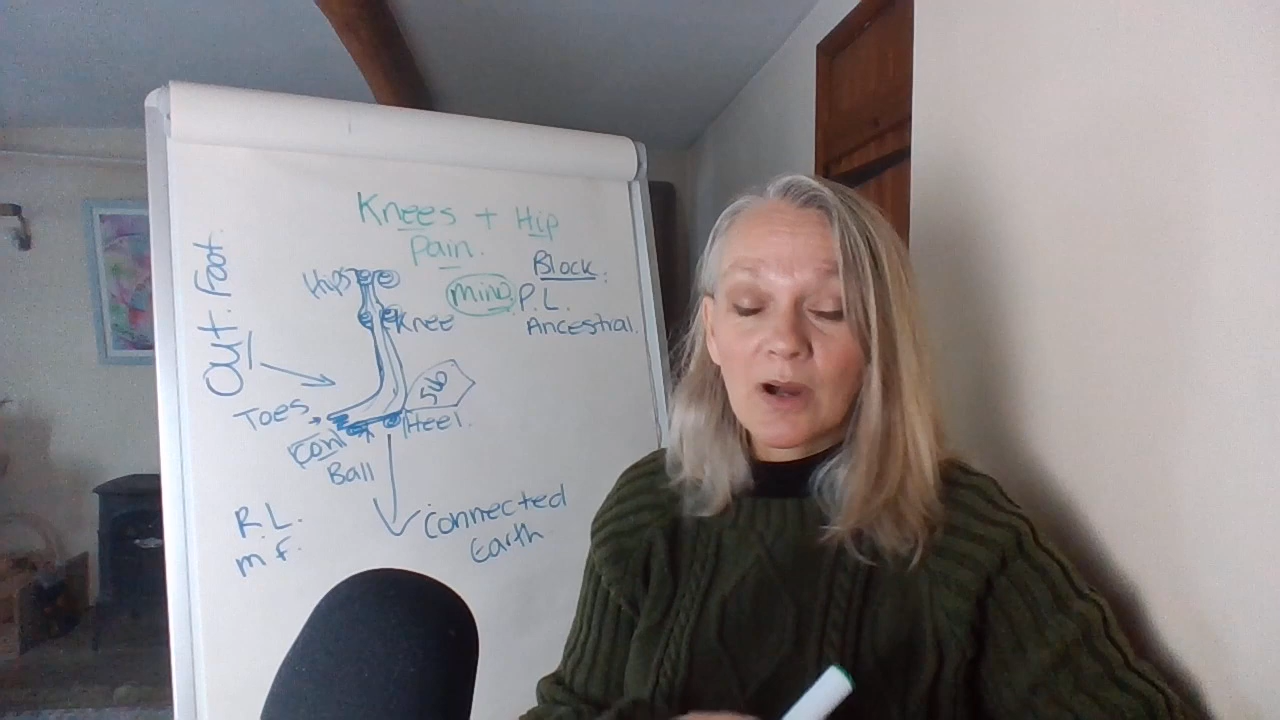 Knees + Hip
Pain.
Out. Foot.
Hips
Block.
Mind
P.L.
Knee
Ancestral.
Toes
Heel.
Ball
R.L.
m f.
Connected
Earth